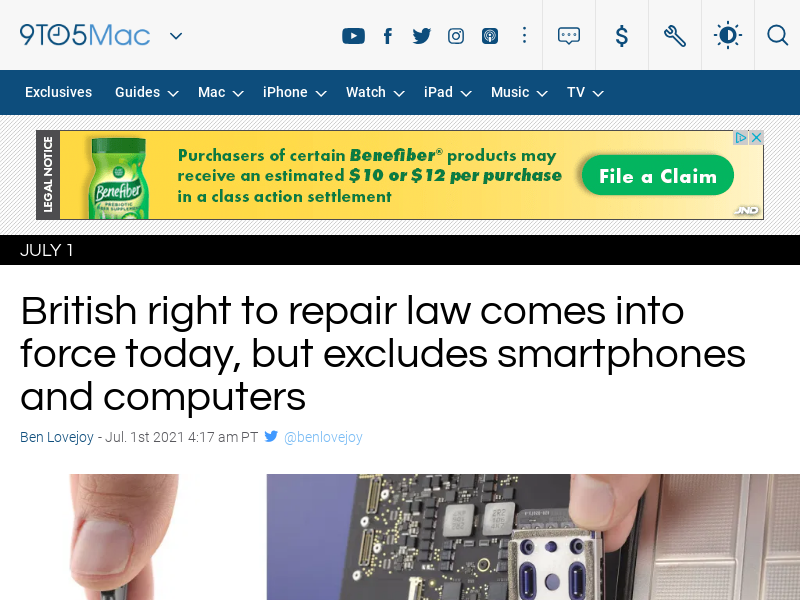 9TO5Mac
Exclusives Guides Mac iPhone Watch iPad Music TV
LEGAL NOTICE
Benefiber
PREBIOTIC
FIBER SUPPLEMENT
Purchasers of certain Benefiber® products may
receive an estimated $10 or $12 per purchase
in a class action settlement
File a Claim
JND
JULY 1
British right to repair law comes into
force today, but excludes smartphones
and computers
Ben Lovejoy - Jul. 1st 2021 4:17 am PT @benlovejoy